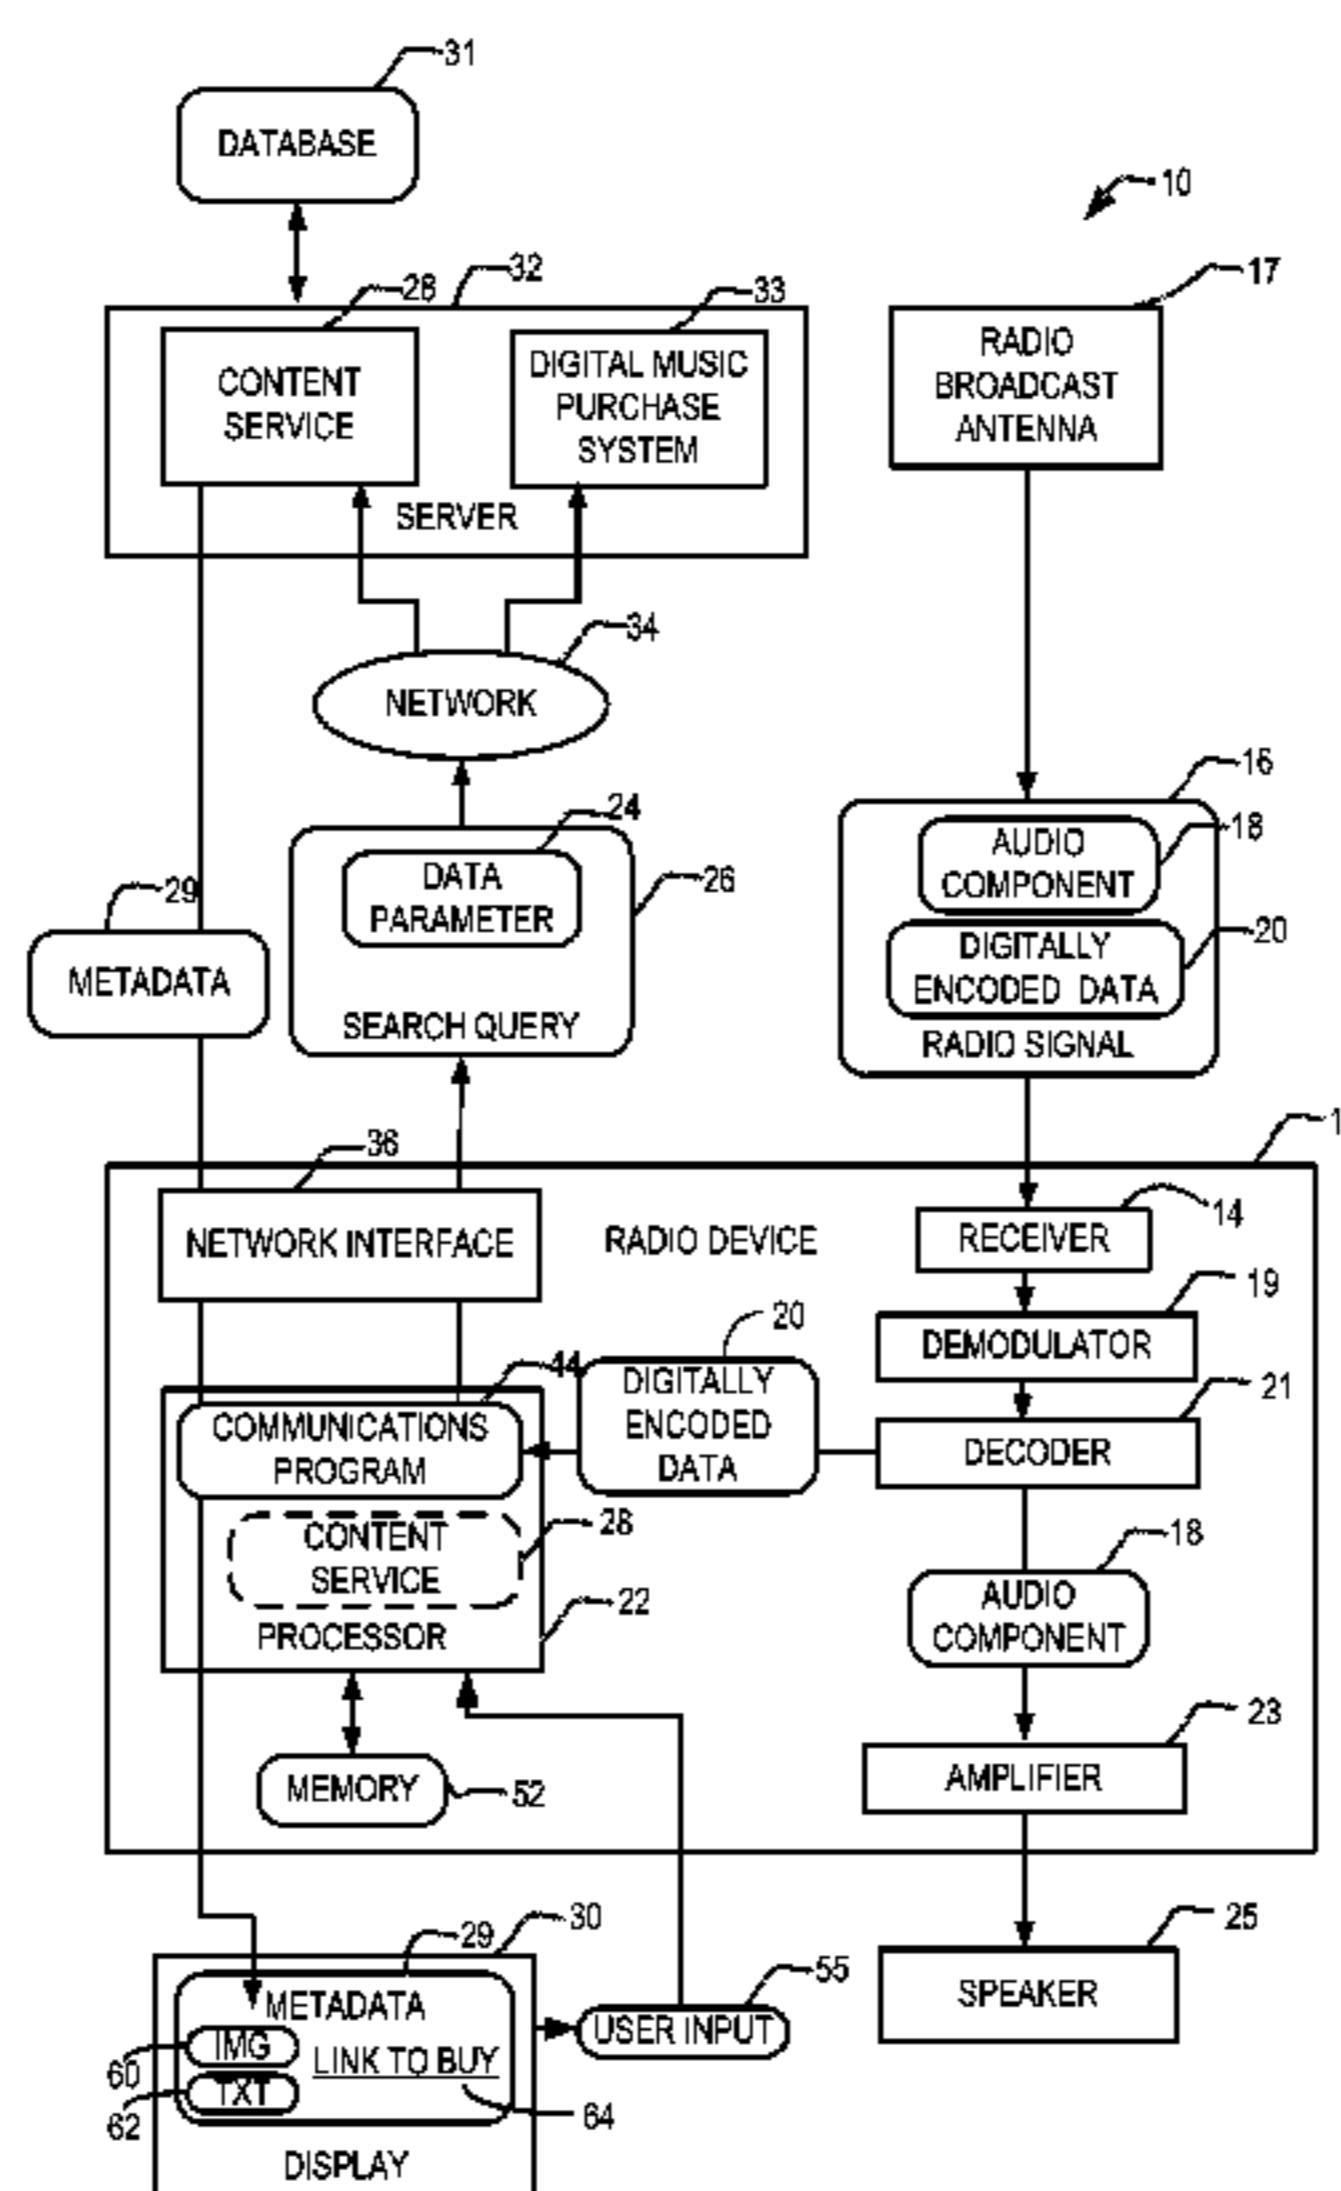 31
DATABASE
10
32
28
33
17
CONTENT
SERVICE
DIGITAL MUSIC
PURCHASE
SYSTEM
RADIO
BROADCAST
ANTENNA
SERVER
34
NETWORK
16
24
DATA
PARAMETER
26
SEARCH QUERY
AUDIO
COMPONENT
18
DIGITALLY
ENCODED DATA
20
RADIO SIGNAL
29
METADATA
1
36
NETWORK INTERFACE
RADIO DEVICE
RECEIVER
14
19
DEMODULATOR
20
DIGITALLY
ENCODED
DATA
21
DECODER
44
COMMUNICATIONS
PROGRAM
CONTENT
SERVICE
28
22
PROCESSOR
18
AUDIO
COMPONENT
MEMORY
52
23
AMPLIFIER
30
29
METADATA
IMG
60
TXT
62
LINK TO BUY
64
DISPLAY
55
USER INPUT
25
SPEAKER